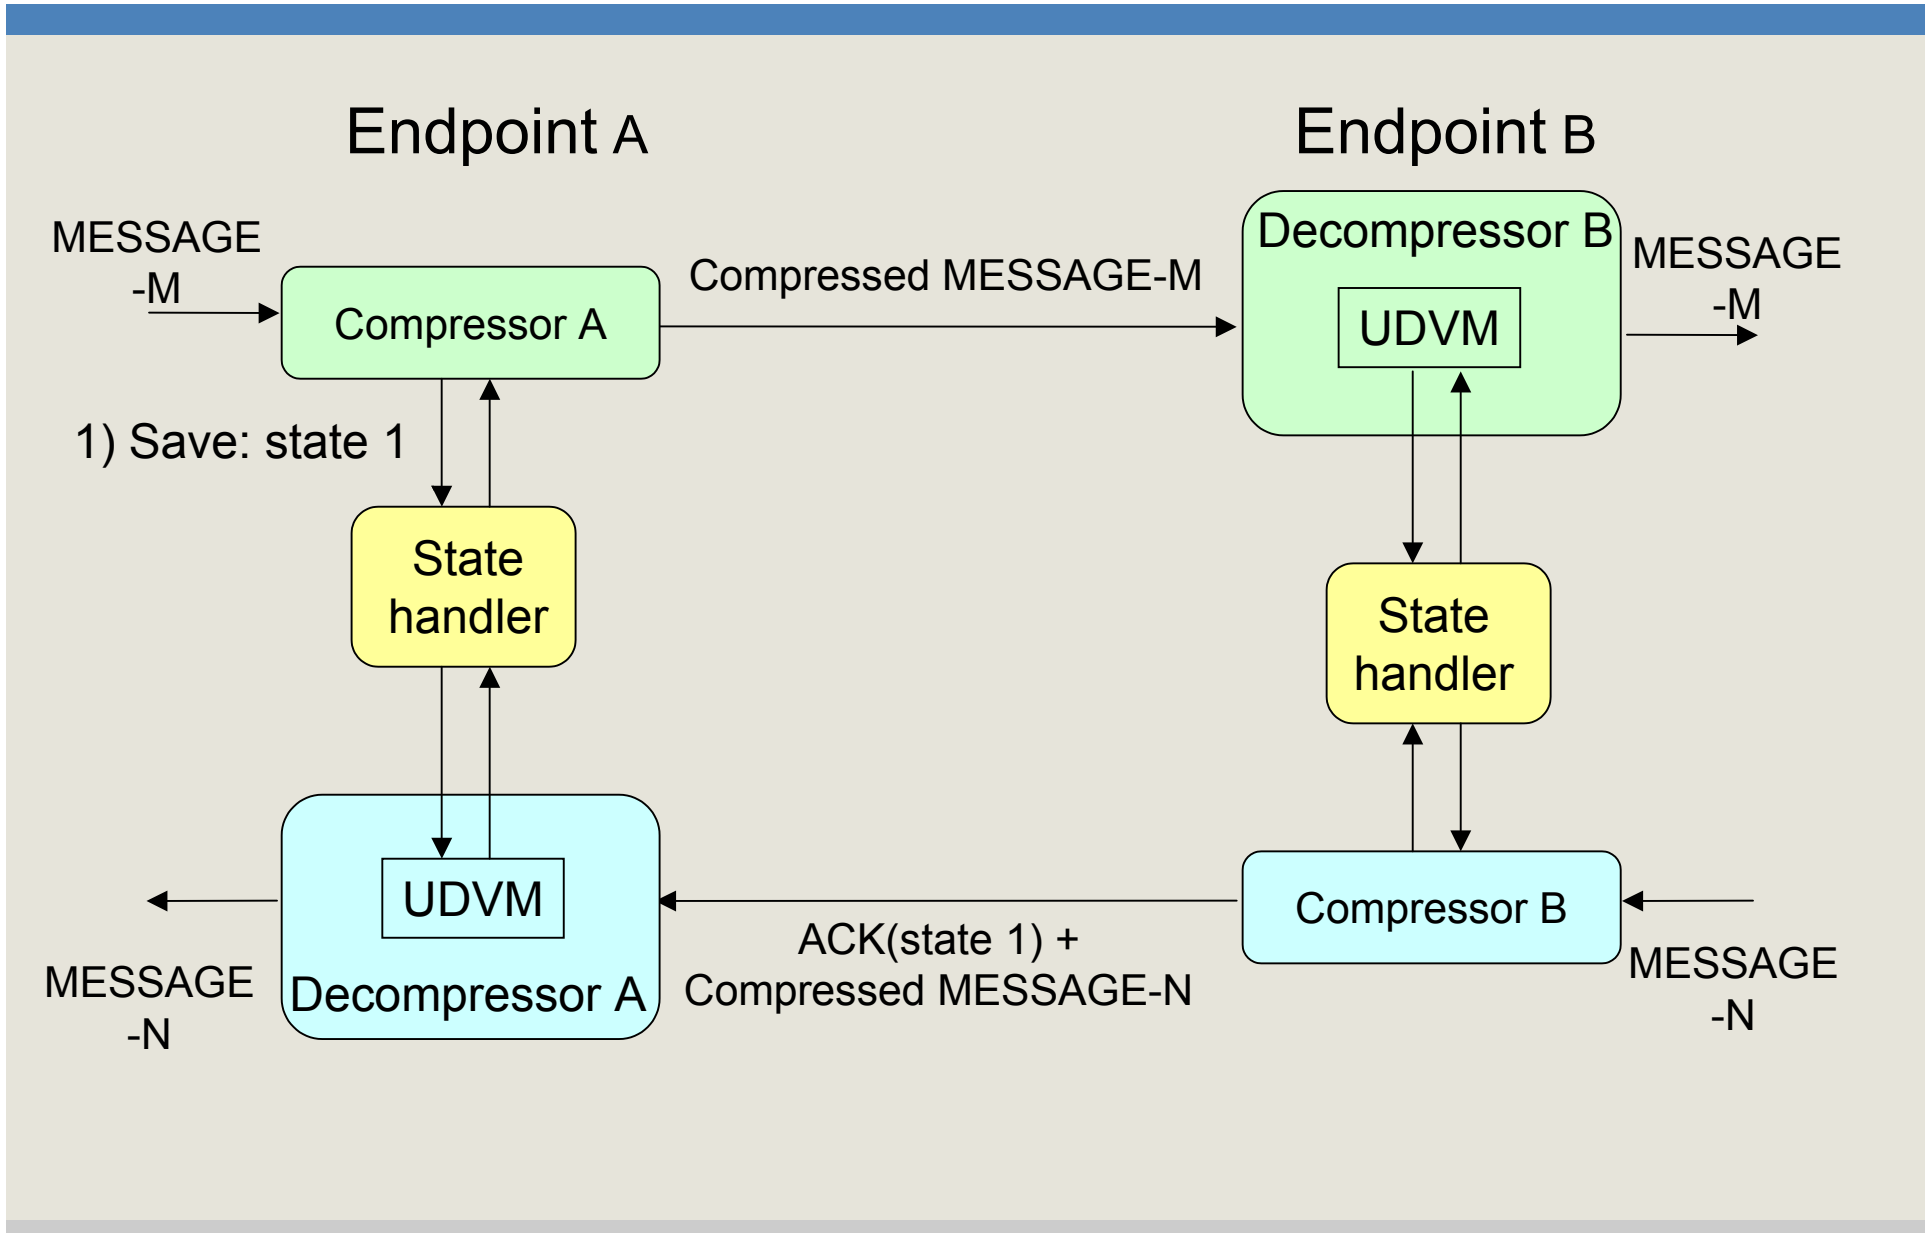 Endpoint A
Endpoint B
MESSAGE
-M
Compressor A
Compressed MESSAGE-M
Decompressor B
UDVM
MESSAGE
-M
1) Save: state 1
State
handler
State
handler
UDVM
Decompressor A
MESSAGE
-N
ACK(state 1) +
Compressed MESSAGE-N
Compressor B
MESSAGE
-N